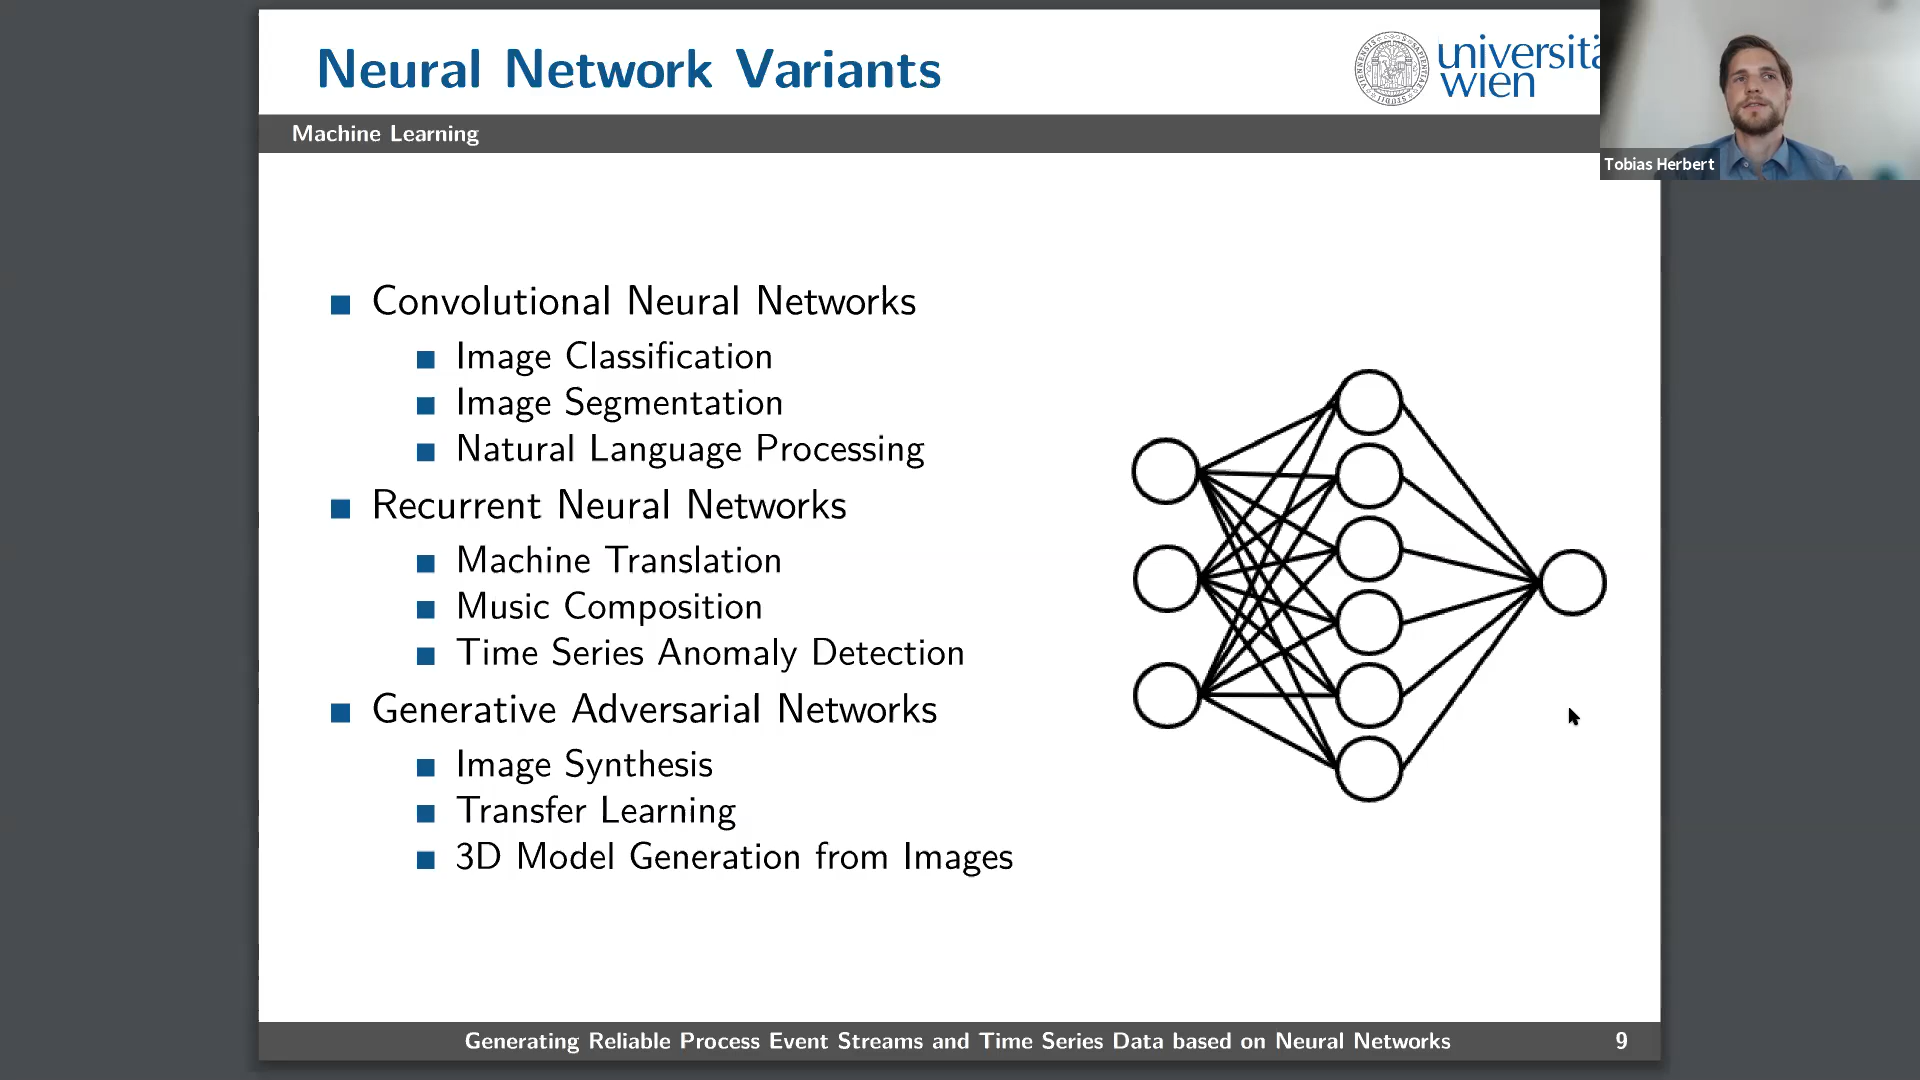 Neural Network Variants
universitä
wien
Tobias Herbert
Machine Learning
Convolutional Neural Networks
Image Classification
Image Segmentation
Natural Language Processing
Recurrent Neural Networks
Machine Translation
Music Composition
Time Series Anomaly Detection
Generative Adversarial Networks
Image Synthesis
Transfer Learning
3D Model Generation from Images
Generating Reliable Process Event Streams and Time Series Data based on Neural Networks
9